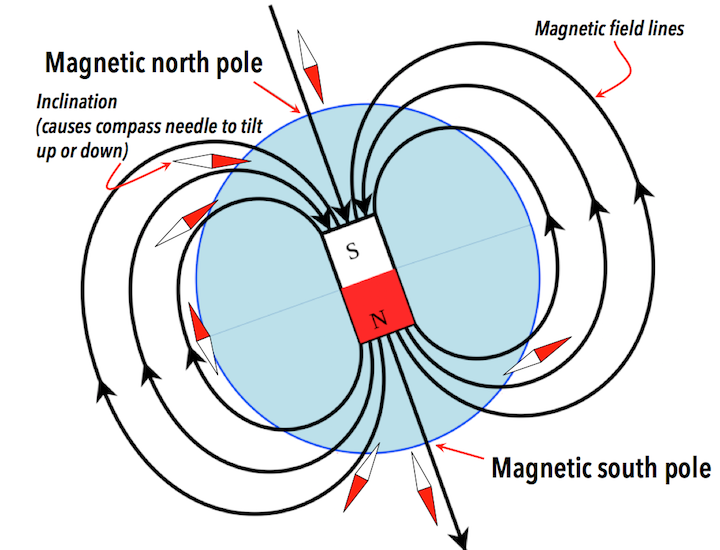 Magnetic field lines
Magnetic north pole
Inclination
(causes compass needle to tilt
up or down)
S
N
Magnetic south pole